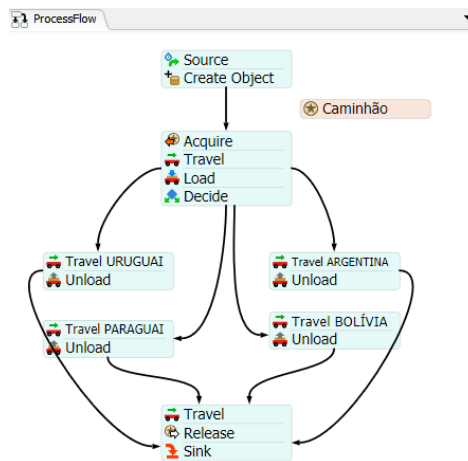 ProcessFlow
Source
Create Object
Caminhão
Acquire
Travel
Load
Decide
Travel URUGUAI
Unload
Travel ARGENTINA
Unload
Travel PARAGUAI
Unload
Travel BOLÍVIA
Unload
Travel
Release
Sink